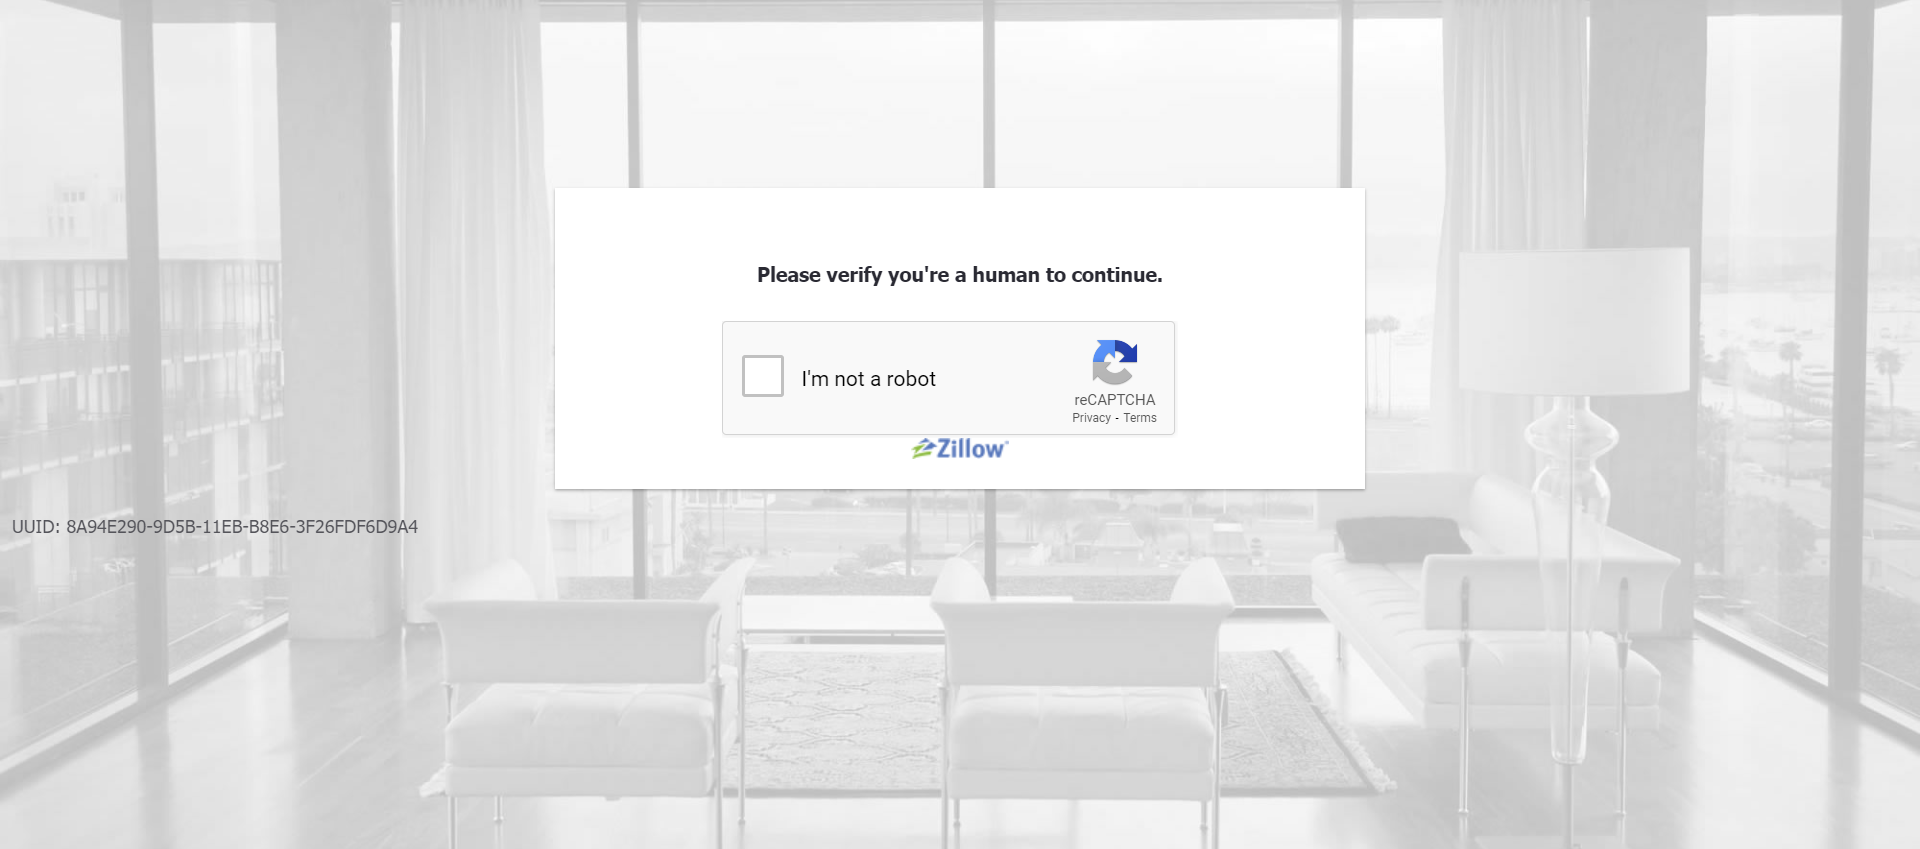 Please verify you're a human to continue.
I'm not a robot
reCAPTCHA
Privacy - Terms
Zillow
UUID: 8A94E290-9D5B-11EB-B8E6-3F26FDF6D9A4